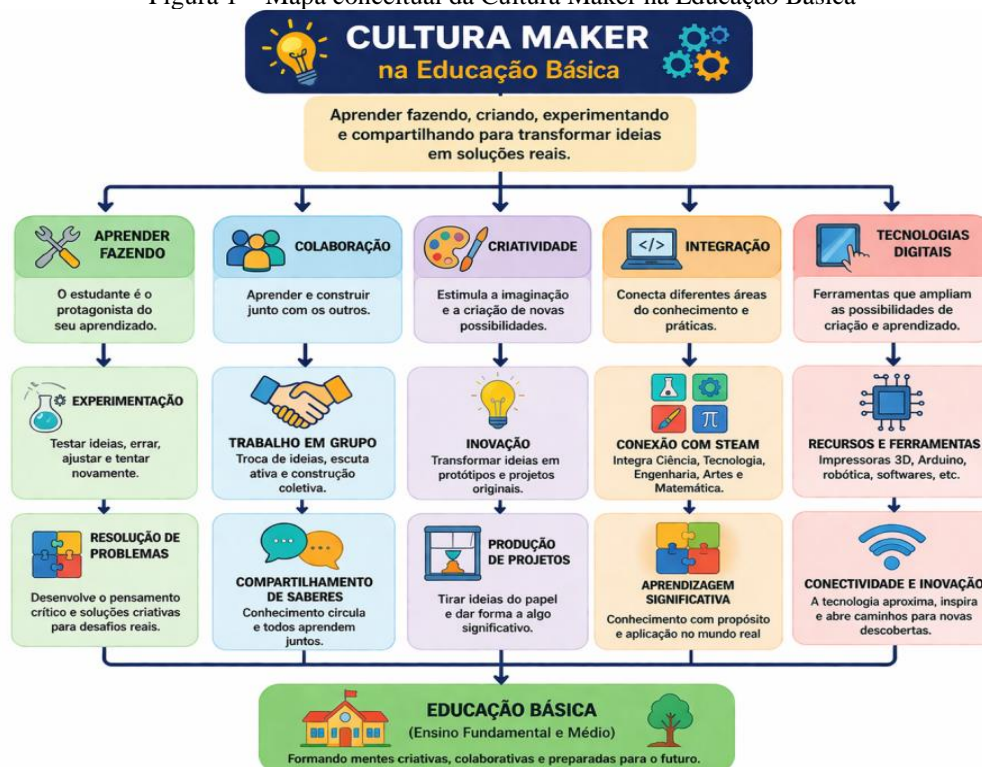 Figura 1 – Mapa conceitual da Cultura Maker na Educação Básica
CULTURA MAKER
na Educação Básica
Aprender fazendo, criando, experimentando
e compartilhando para transformar ideias
em soluções reais.
APRENDER
FAZENDO
O estudante é o
protagonista do
seu aprendizado.
EXPERIMENTAÇÃO
Testar ideias, errar,
ajustar e tentar
novamente.
RESOLUÇÃO DE
PROBLEMAS
Desenvolve o pensamento
crítico e soluções criativas
para desafios reais.
COLABORAÇÃO
Aprender e construir
junto com os outros.
TRABALHO EM GRUPO
Troca de ideias, escuta
ativa e construção
coletiva.
COMPARTILHAMENTO
DE SABERES
Conhecimento circula
e todos aprendem
juntos.
CRIATIVIDADE
Estimula a imaginação
e a criação de novas
possibilidades.
INOVAÇÃO
Transformar ideias em
protótipos e projetos
originais.
PRODUÇÃO
DE PROJETOS
Tirar ideias do papel
e dar forma a algo
significativo.
</>
INTEGRAÇÃO
Conecta diferentes áreas
do conhecimento e
práticas.
π
CONEXÃO COM STEAM
Integra Ciência, Tecnologia,
Engenharia, Artes e
Matemática.
APRENDIZAGEM
SIGNIFICATIVA
Conhecimento com propósito
e aplicação no mundo real
TECNOLOGIAS
DIGITAIS
Ferramentas que ampliam
as possibilidades de
criação e aprendizado.
RECURSOS E FERRAMENTAS
Impressoras 3D, Arduino,
robótica, softwares, etc.
CONECTIVIDADE E INOVAÇÃO
A tecnologia aproxima, inspira
e abre caminhos para novas
descobertas.
EDUCAÇÃO BÁSICA
(Ensino Fundamental e Médio)
Formando mentes criativas, colaborativas e preparadas para o futuro.